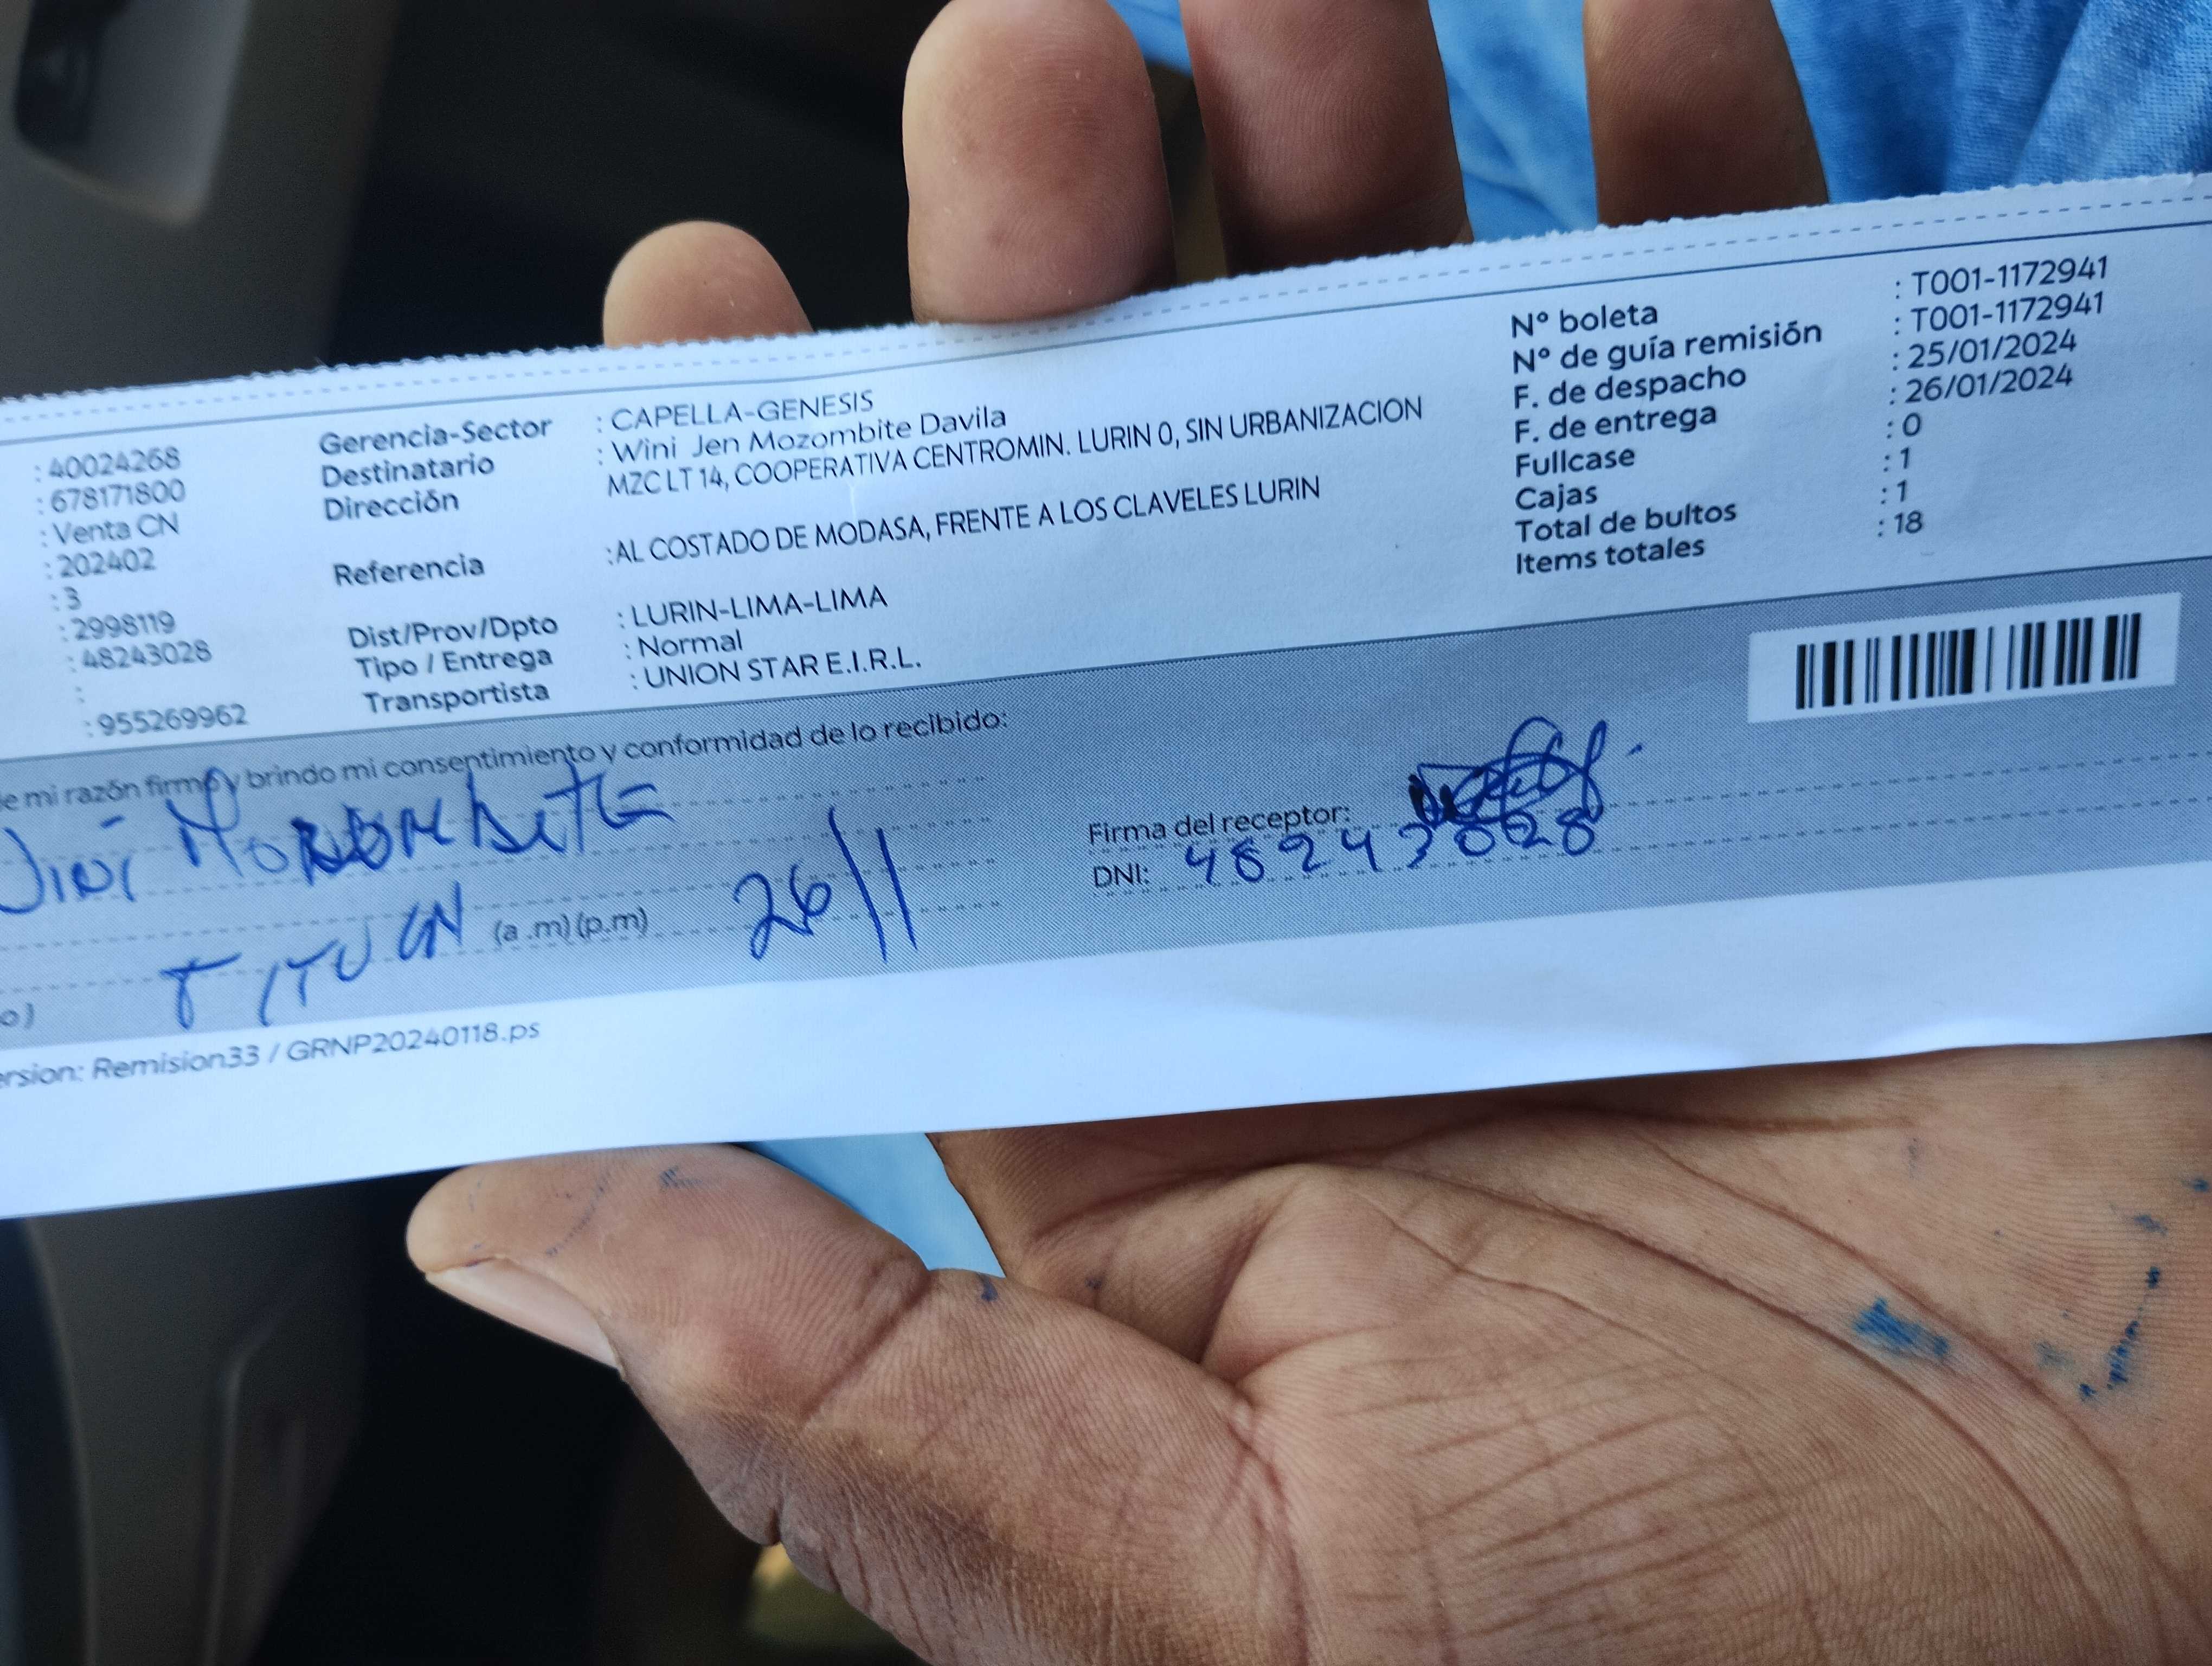 : 40024268 Gerencia-Sector : CAPELLA-GENESIS N° boleta : T001-1172941
: 678171800 Destinatario : Wini Jen Mozombite Davila N° de guía remisión : T001-1172941
: Venta CN Dirección MZC LT 14, COOPERATIVA CENTROMIN. LURIN 0, SIN URBANIZACION F. de despacho : 25/01/2024
: 202402 F. de entrega : 26/01/2024
: 3 Referencia :AL COSTADO DE MODASA, FRENTE A LOS CLAVELES LURIN Fullcase : 0
: 2998119 Dist/Prov/Dpto : LURIN-LIMA-LIMA Cajas : 1
: 48243028 Tipo / Entrega : Normal Total de bultos : 1
: Transportista : UNION STAR E.I.R.L. Items totales : 18
: 955269962
e mi razón firmo y brindo mi consentimiento y conformidad de lo recibido:
Firma del receptor:
DNI: 48243028
TITULAR (a .m) (p.m) 26/1
o)
ersion: Remision33 / GRNP20240118.ps